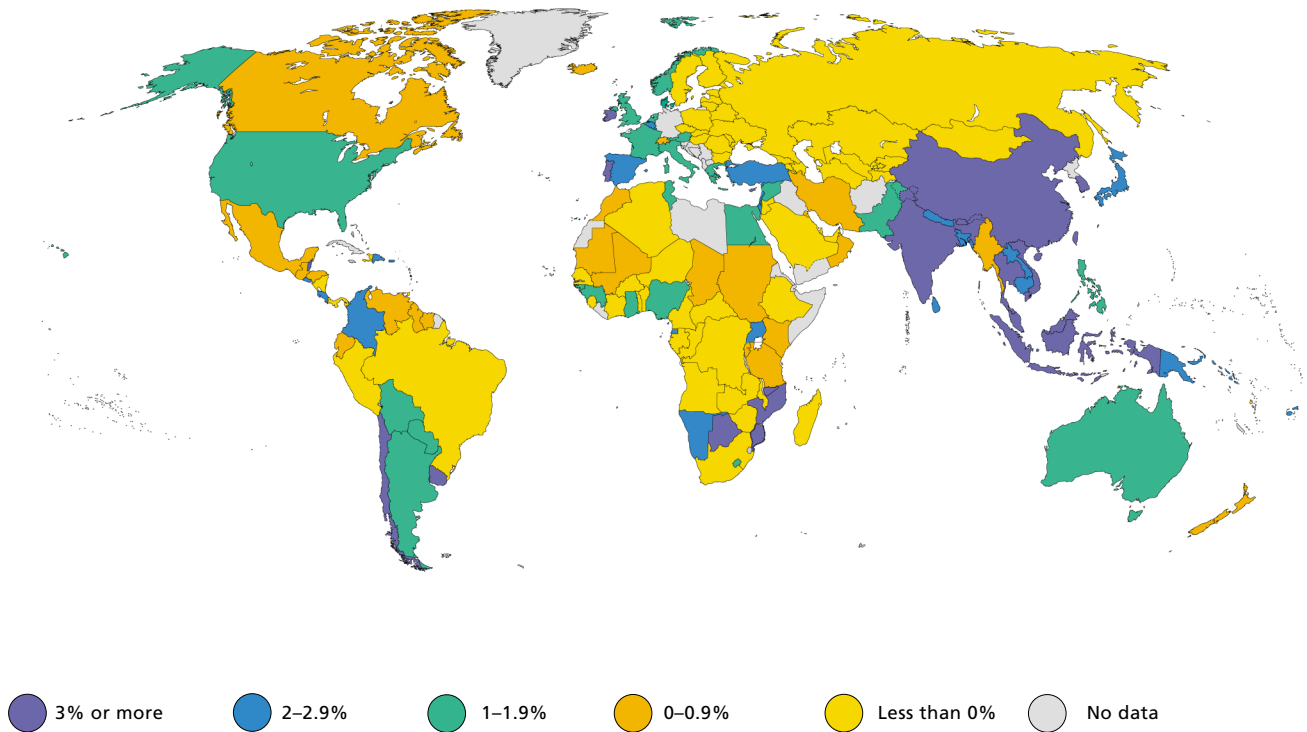 3% or more
2–2.9%
1–1.9%
0–0.9%
Less than 0%
No data